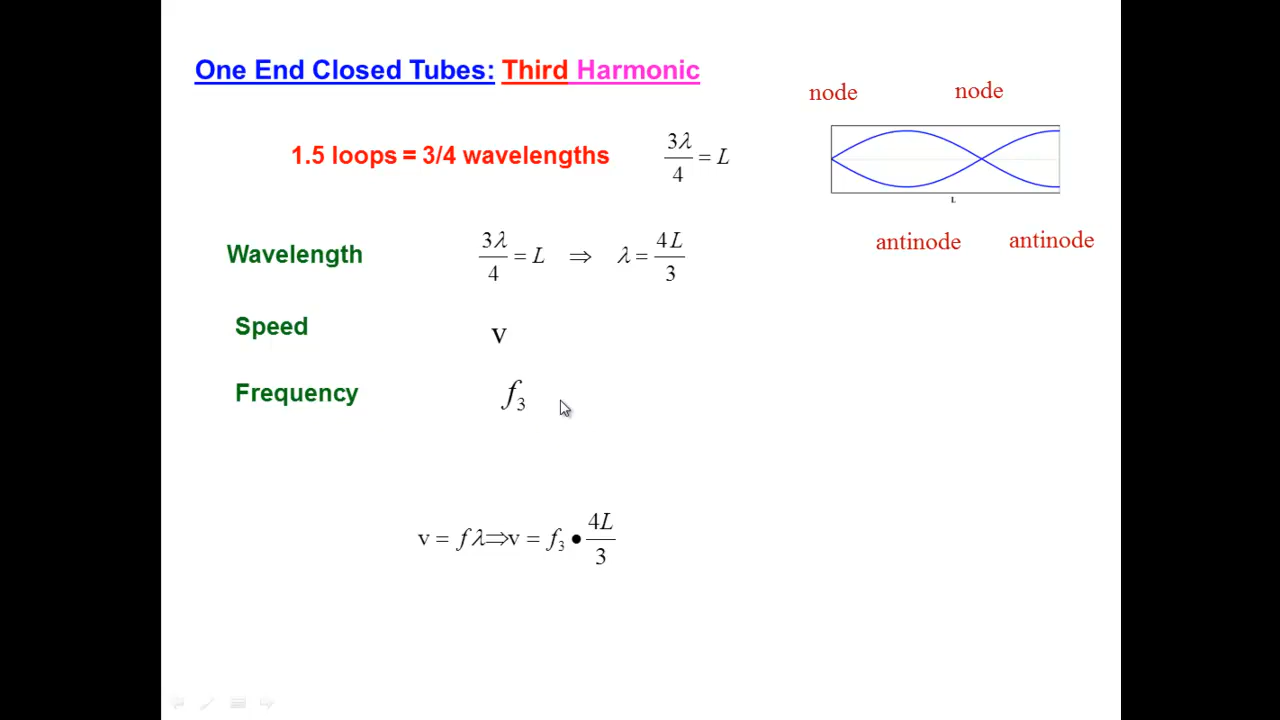 One End Closed Tubes: Third Harmonic
node node
1.5 loops = 3/4 wavelengths 3λ/4 = L
L
antinode antinode
Wavelength 3λ/4 = L ⇒ λ = 4L/3
Speed v
Frequency f₃
v = fλ⇒v = f₃ • 4L/3